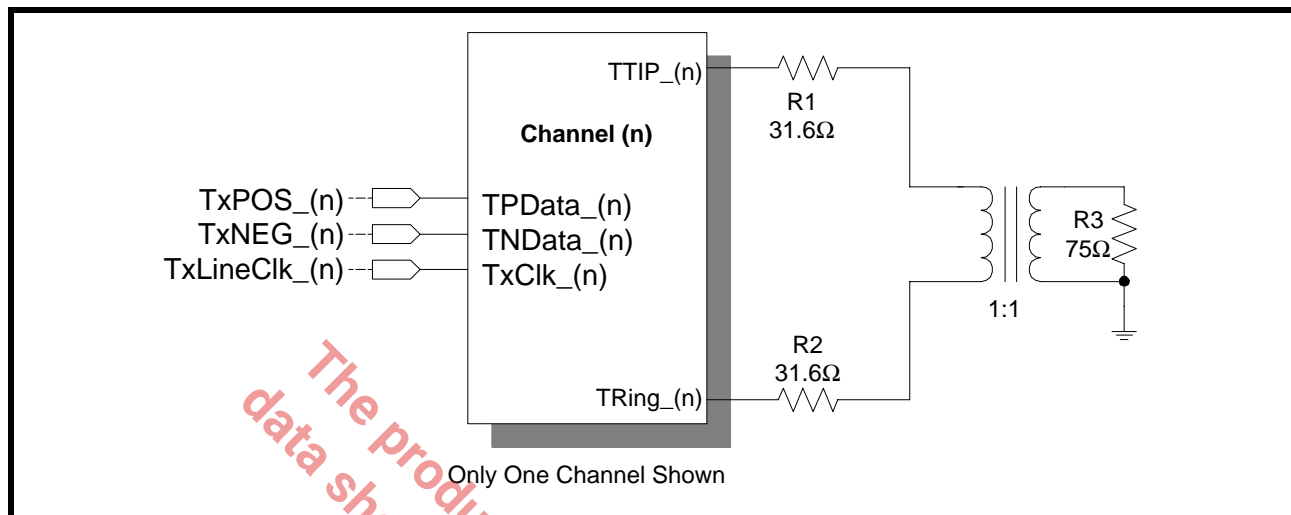 TTIP_(n)
R1
31.6Ω
Channel (n)
TxPOS_(n)
TPData_(n)
TxNEG_(n)
TNData_(n)
TxLineClk_(n)
TxClk_(n)
R3
75Ω
1:1
R2
31.6Ω
TRing_(n)
Only One Channel Shown
The produ
data sh